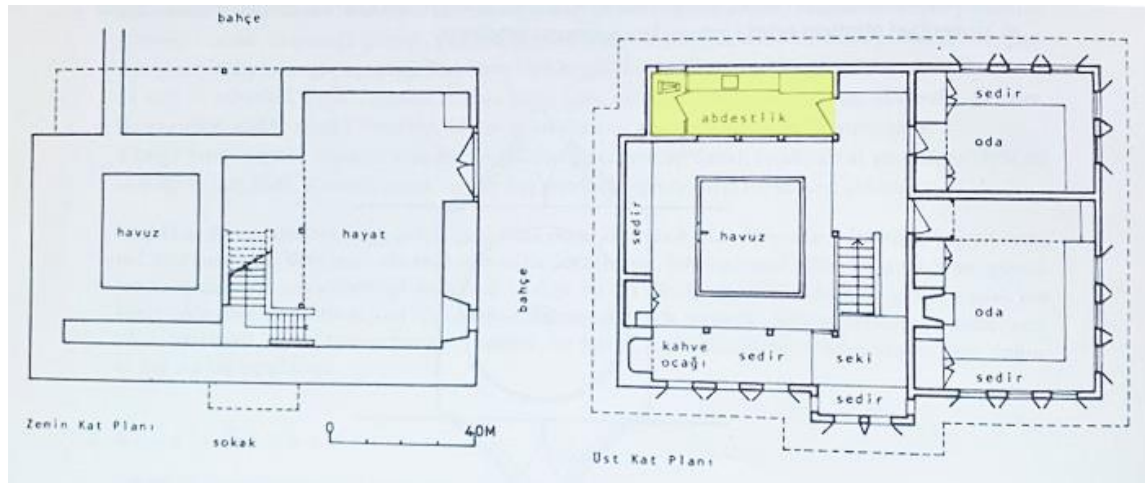 bahçe
havuz
hayat
bahçe
Zemin Kat Planı
sokak
0
40M
sedir
oda
abdestlik
sedir
havuz
oda
kahve
ocağı
sedir
seki
sedir
sedir
Üst Kat Planı